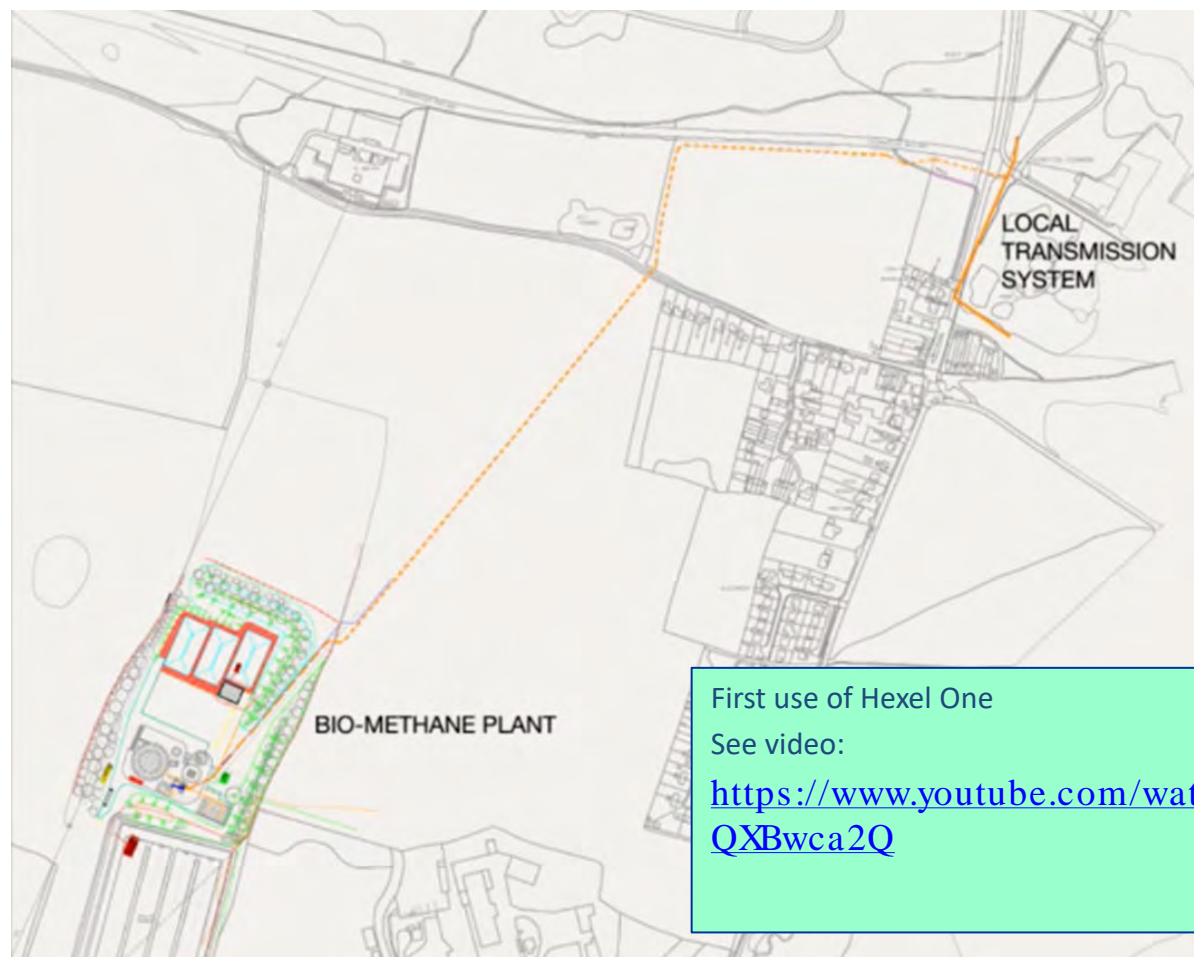 LOCAL
TRANSMISSION
SYSTEM
BIO-METHANE PLANT
First use of Hexel One
See video:
https://www.youtube.com/wat
QXBwca2Q